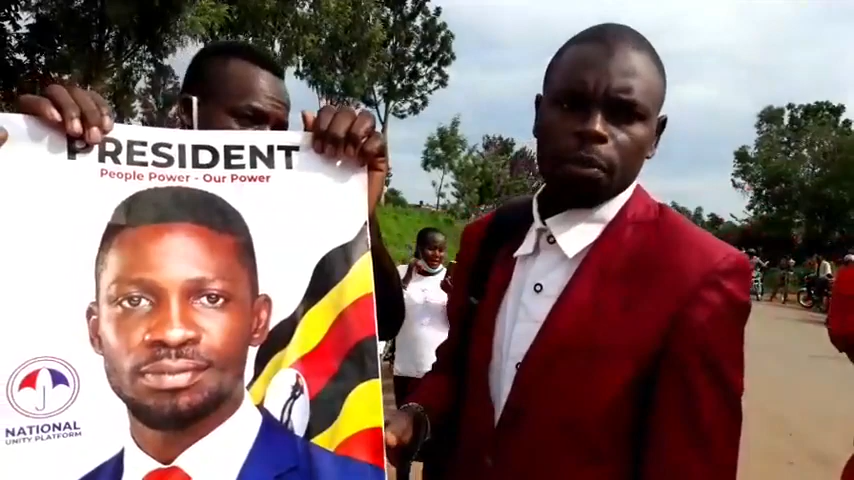 PRESIDENT
People Power - Our Power
NATIONAL
UNITY PLATFORM